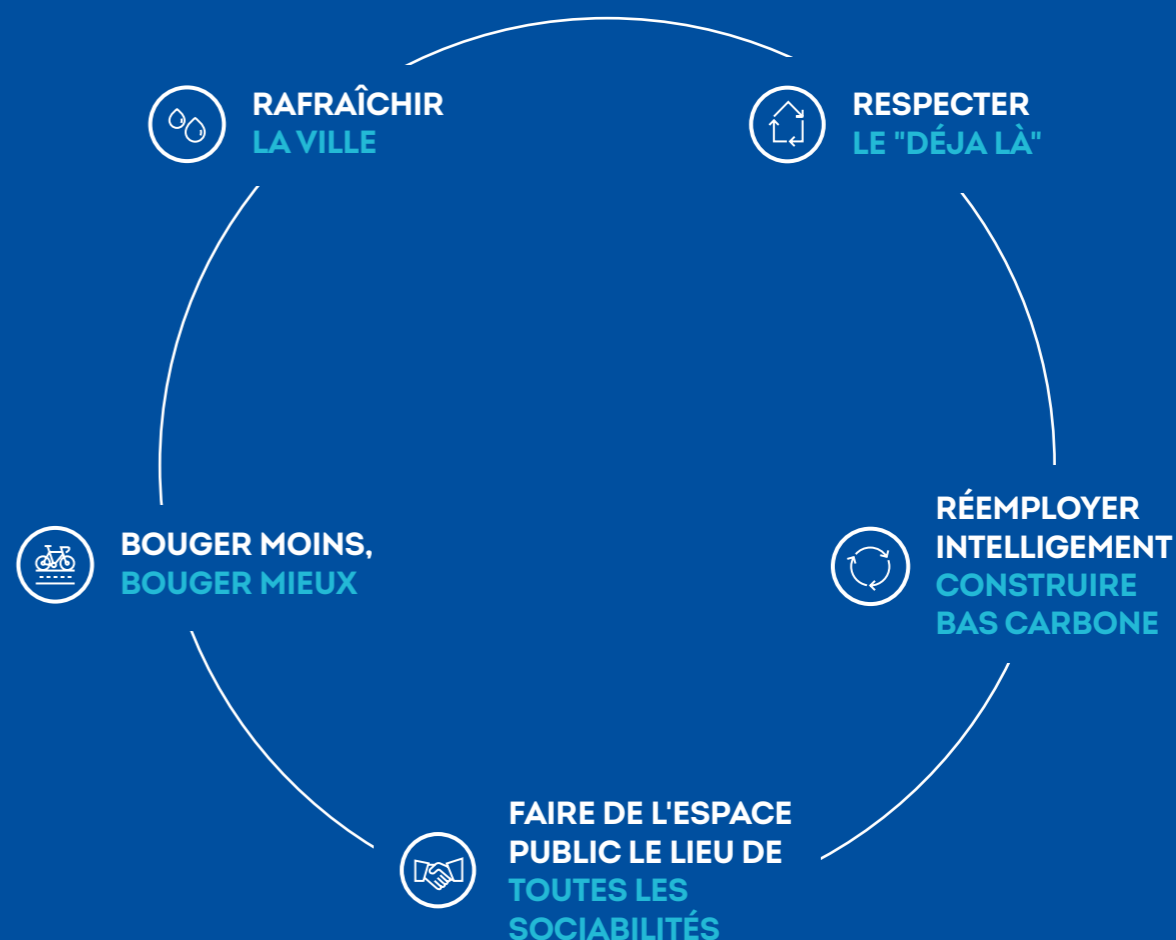 RAFRAÎCHIR
LA VILLE
RESPECTER
LE "DÉJA LÀ"
BOUGER MOINS,
BOUGER MIEUX
RÉEMPLOYER
INTELLIGEMENT
CONSTRUIRE
BAS CARBONE
FAIRE DE L'ESPACE
PUBLIC LE LIEU DE
TOUTES LES
SOCIABILITÉS